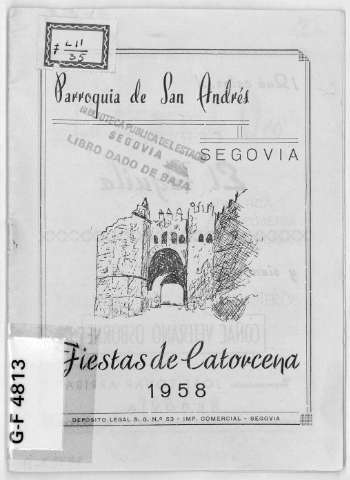 L 11
35
Parroquia de San Andrés
BIBLIOTECA PUBLICA DEL ESTADO
SEGOVIA
LIBRO DADO DE BAJA
SEGOVIA
Fiestas de Catorcena
1958
DEPOSITO LEGAL S. G. N.º 53 - IMP. COMERCIAL - SEGOVIA
G-F 4813